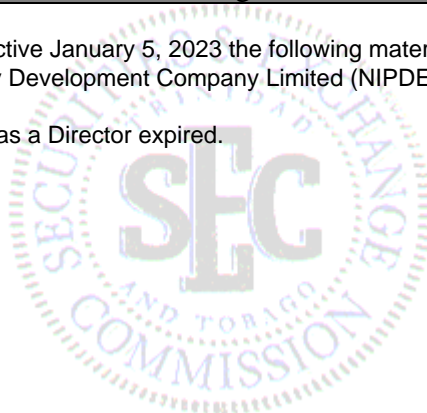 ctive January 5, 2023 the following mater
y Development Company Limited (NIPDE
as a Director expired.
SECURITIES & EXCHANGE
TRINIDAD
SEC
AND TOBAGO
COMMISSION